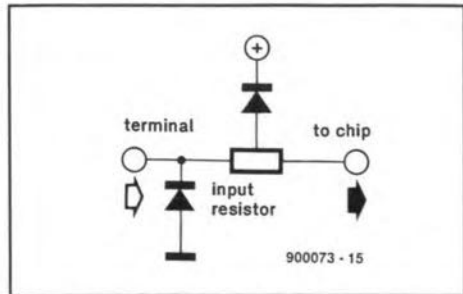 +
terminal
to chip
input
resistor
900073 - 15